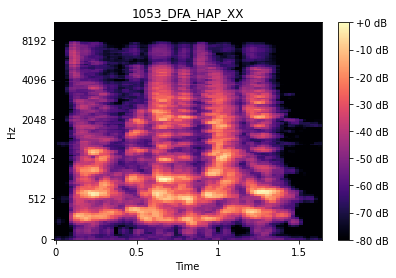 1053_DFA_HAP_XX
+0 dB
8192
-10 dB
4096
-20 dB
-30 dB
2048
Hz
-40 dB
1024
-50 dB
512
-60 dB
-70 dB
0
-80 dB
0
0.5
1
1.5
Time